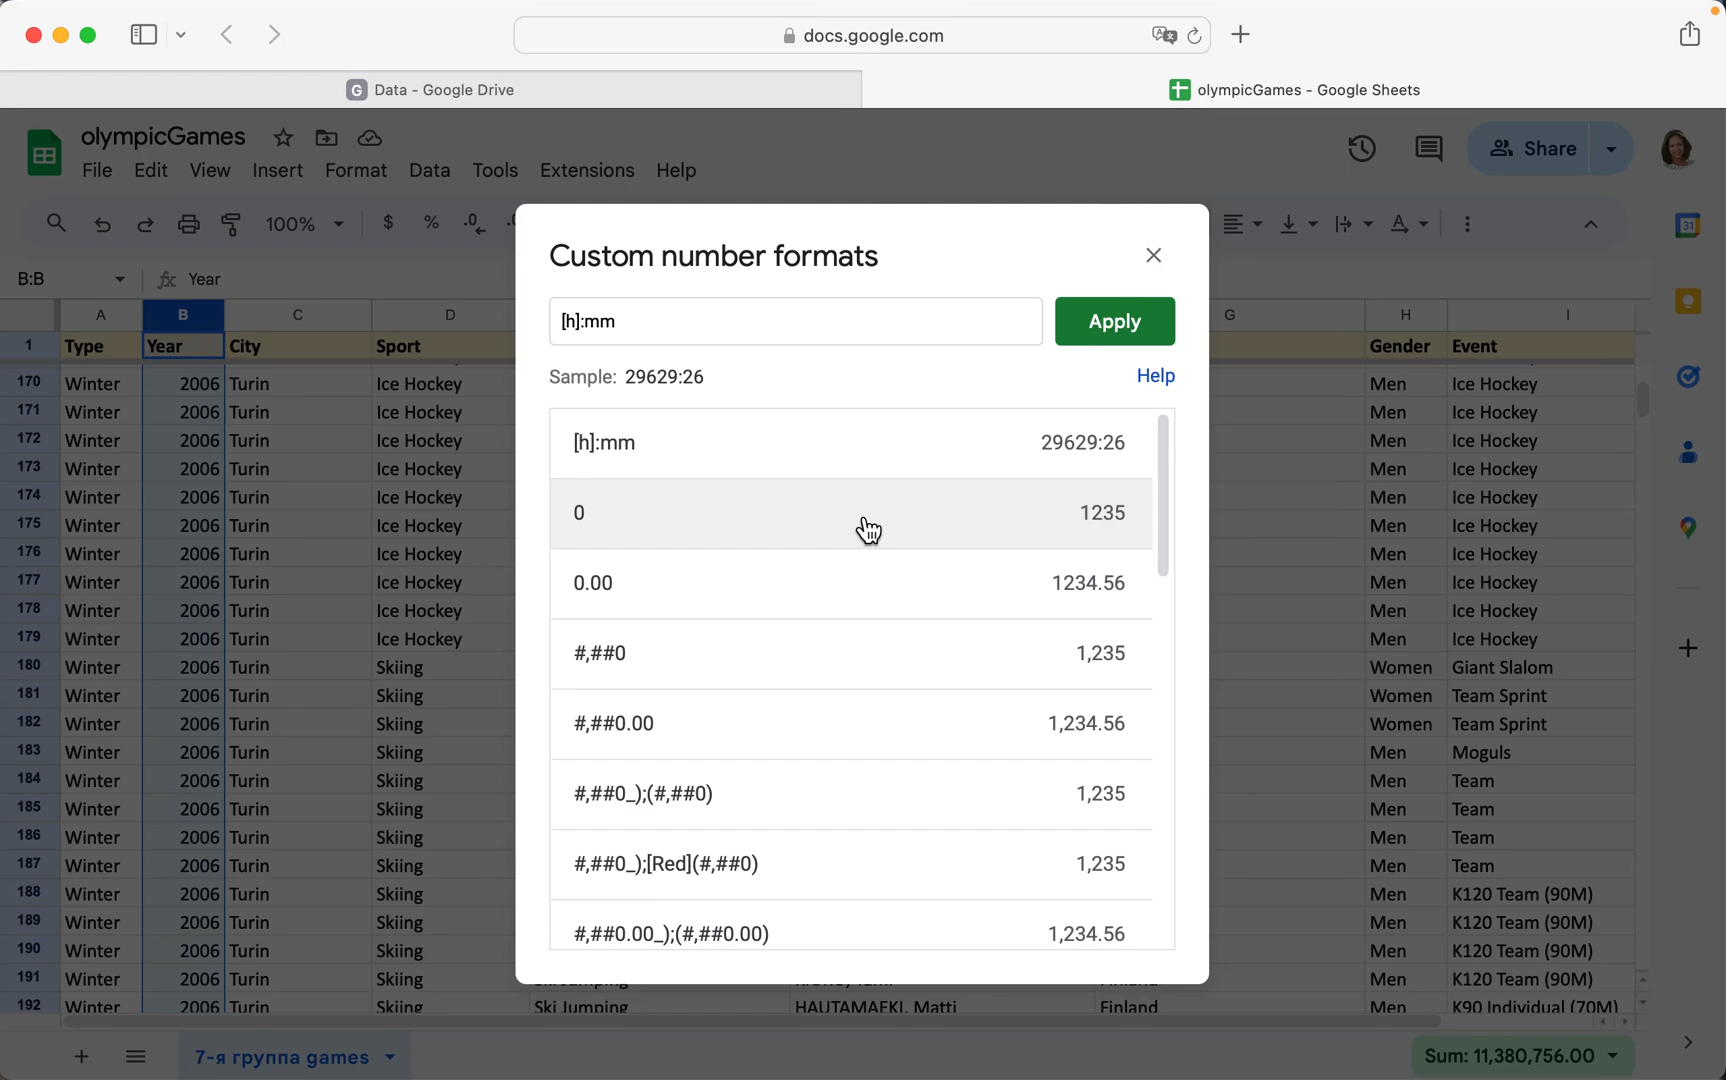 docs.google.com
G Data - Google Drive
olympicGames - Google Sheets
olympicGames
File Edit View Insert Format Data Tools Extensions Help
Share
100% $ % .0
31
B:B
fx Year
A B C D G H I
1 Type Year City Sport Gender Event
170 Winter 2006 Turin Ice Hockey Men Ice Hockey
171 Winter 2006 Turin Ice Hockey Men Ice Hockey
172 Winter 2006 Turin Ice Hockey Men Ice Hockey
173 Winter 2006 Turin Ice Hockey Men Ice Hockey
174 Winter 2006 Turin Ice Hockey Men Ice Hockey
175 Winter 2006 Turin Ice Hockey Men Ice Hockey
176 Winter 2006 Turin Ice Hockey Men Ice Hockey
177 Winter 2006 Turin Ice Hockey Men Ice Hockey
178 Winter 2006 Turin Ice Hockey Men Ice Hockey
179 Winter 2006 Turin Ice Hockey Men Ice Hockey
180 Winter 2006 Turin Skiing Women Giant Slalom
181 Winter 2006 Turin Skiing Women Team Sprint
182 Winter 2006 Turin Skiing Women Team Sprint
183 Winter 2006 Turin Skiing Men Moguls
184 Winter 2006 Turin Skiing Men Team
185 Winter 2006 Turin Skiing Men Team
186 Winter 2006 Turin Skiing Men Team
187 Winter 2006 Turin Skiing Men Team
188 Winter 2006 Turin Skiing Men K120 Team (90M)
189 Winter 2006 Turin Skiing Men K120 Team (90M)
190 Winter 2006 Turin Skiing Men K120 Team (90M)
191 Winter 2006 Turin Skiing Men K120 Team (90M)
192 Winter 2006 Turin Skiing Ski Jumping HAUTAMAEKI, Matti Finland Men K90 Individual (70M)
Custom number formats
[h]:mm
Apply
Sample: 29629:26
Help
[h]:mm 29629:26
0 1235
0.00 1234.56
#,##0 1,235
#,##0.00 1,234.56
#,##0_);(#,##0) 1,235
#,##0_);[Red](#,##0) 1,235
#,##0.00_);(#,##0.00) 1,234.56
7-я группа games
Sum: 11,380,756.00